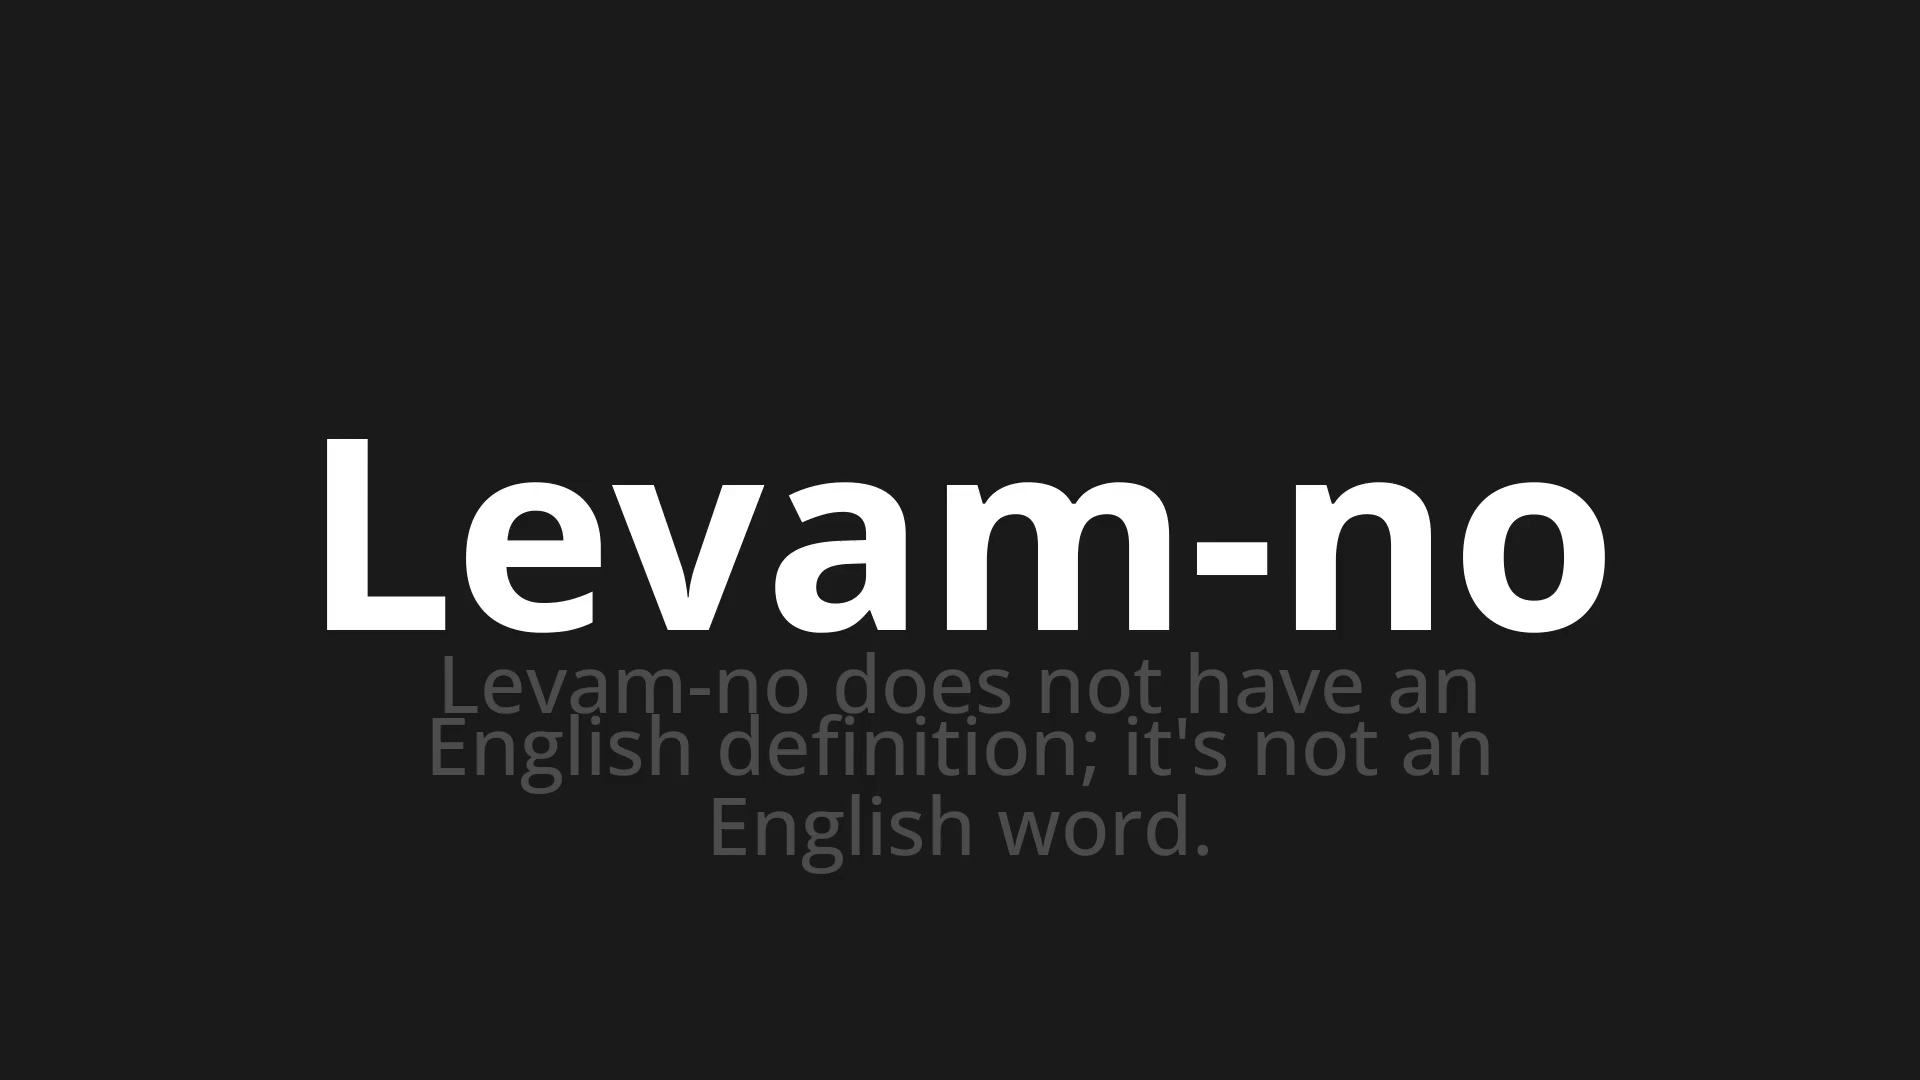 Levam-no
Levam-no does not have an
English definition; it's not an
English word.